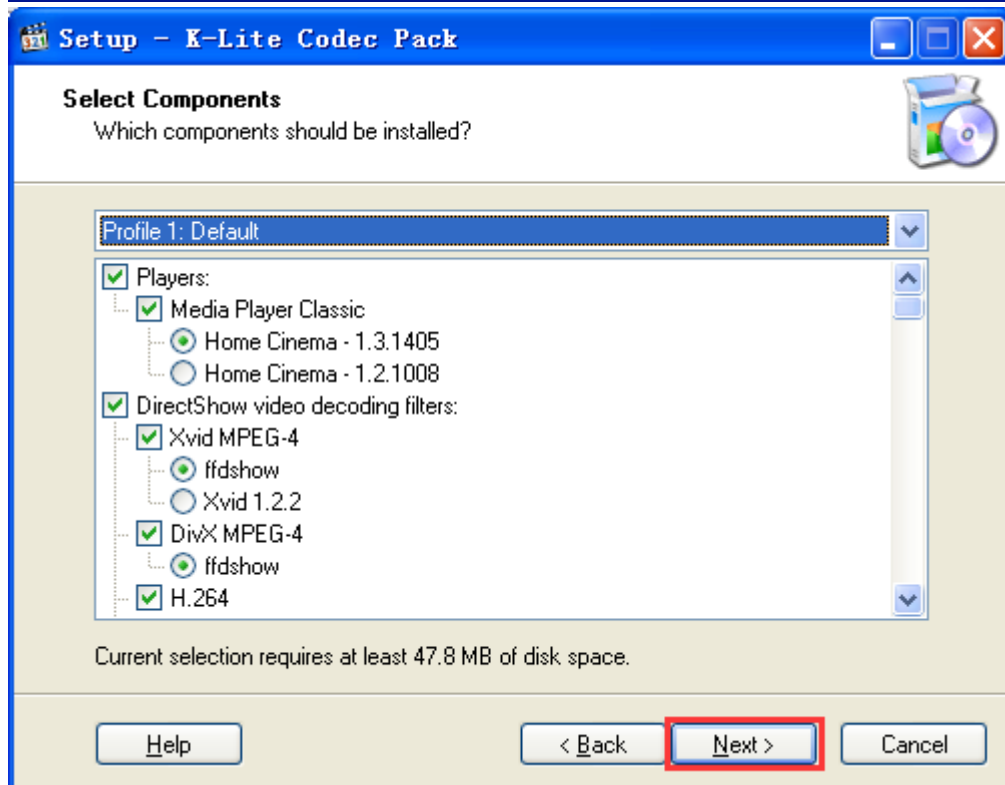 Setup - K-Lite Codec Pack
Select Components
Which components should be installed?
Profile 1: Default
Players:
Media Player Classic
Home Cinema - 1.3.1405
Home Cinema - 1.2.1008
DirectShow video decoding filters:
Xvid MPEG-4
ffdshow
Xvid 1.2.2
DivX MPEG-4
ffdshow
H.264
Current selection requires at least 47.8 MB of disk space.
Help
< Back
Next >
Cancel